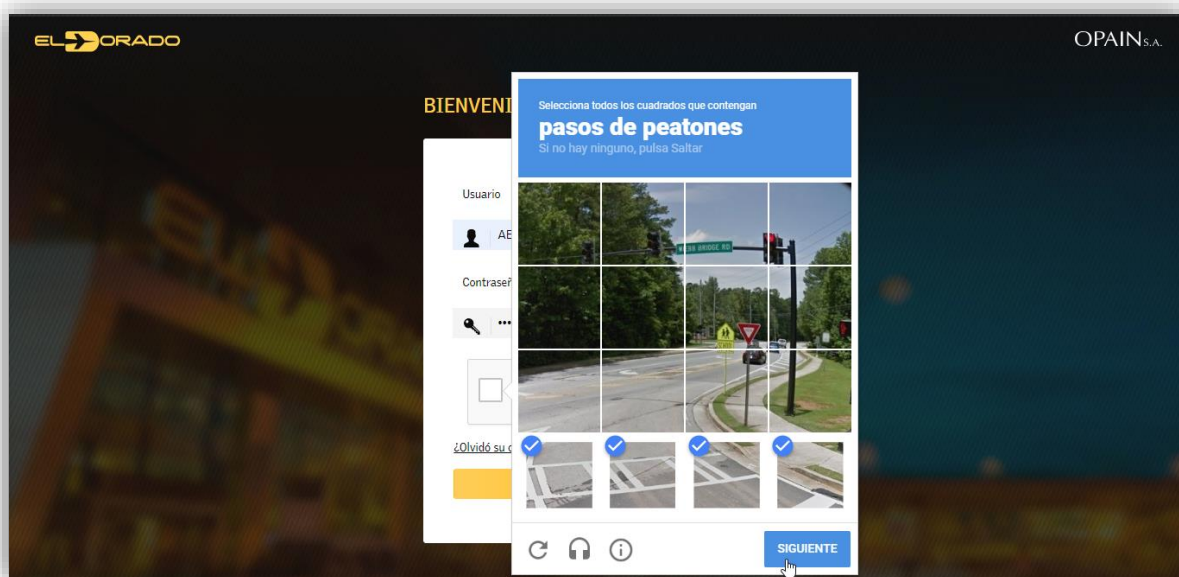 EL DORADO
OPAIN S.A.
BIENVENI
Selecciona todos los cuadrados que contengan
pasos de peatones
Si no hay ninguno, pulsa Saltar
Usuario
AE
WEBB BRIDGE RD
Contraseñ
¿Olvidó su c
SIGUIENTE